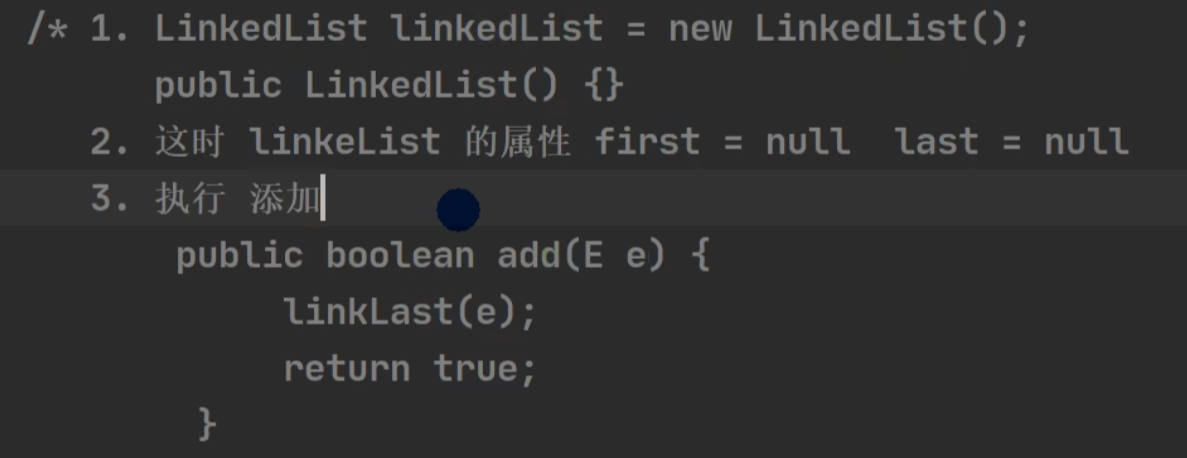 /* 1. LinkedList linkedList = new LinkedList();
public LinkedList() {}
2. 这时 linkeList 的属性 first = null  last = null
3. 执行 添加
public boolean add(E e) {
linkLast(e);
return true;
}